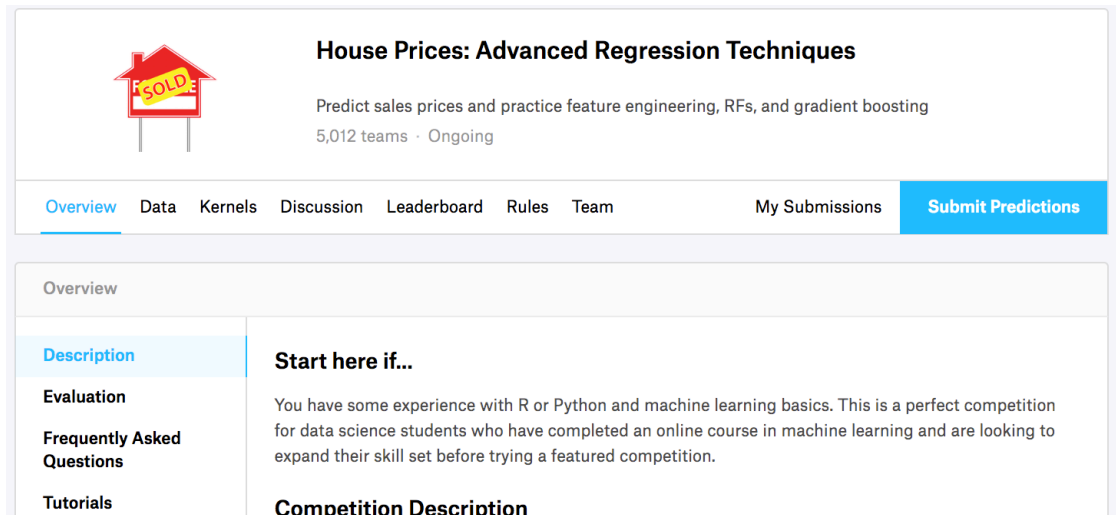 House Prices: Advanced Regression Techniques
SOLD
Predict sales prices and practice feature engineering, RFs, and gradient boosting
5,012 teams · Ongoing
Overview Data Kernels Discussion Leaderboard Rules Team My Submissions Submit Predictions
Overview
Description
Evaluation
Frequently Asked
Questions
Tutorials
Start here if...
You have some experience with R or Python and machine learning basics. This is a perfect competition
for data science students who have completed an online course in machine learning and are looking to
expand their skill set before trying a featured competition.
Competition Description